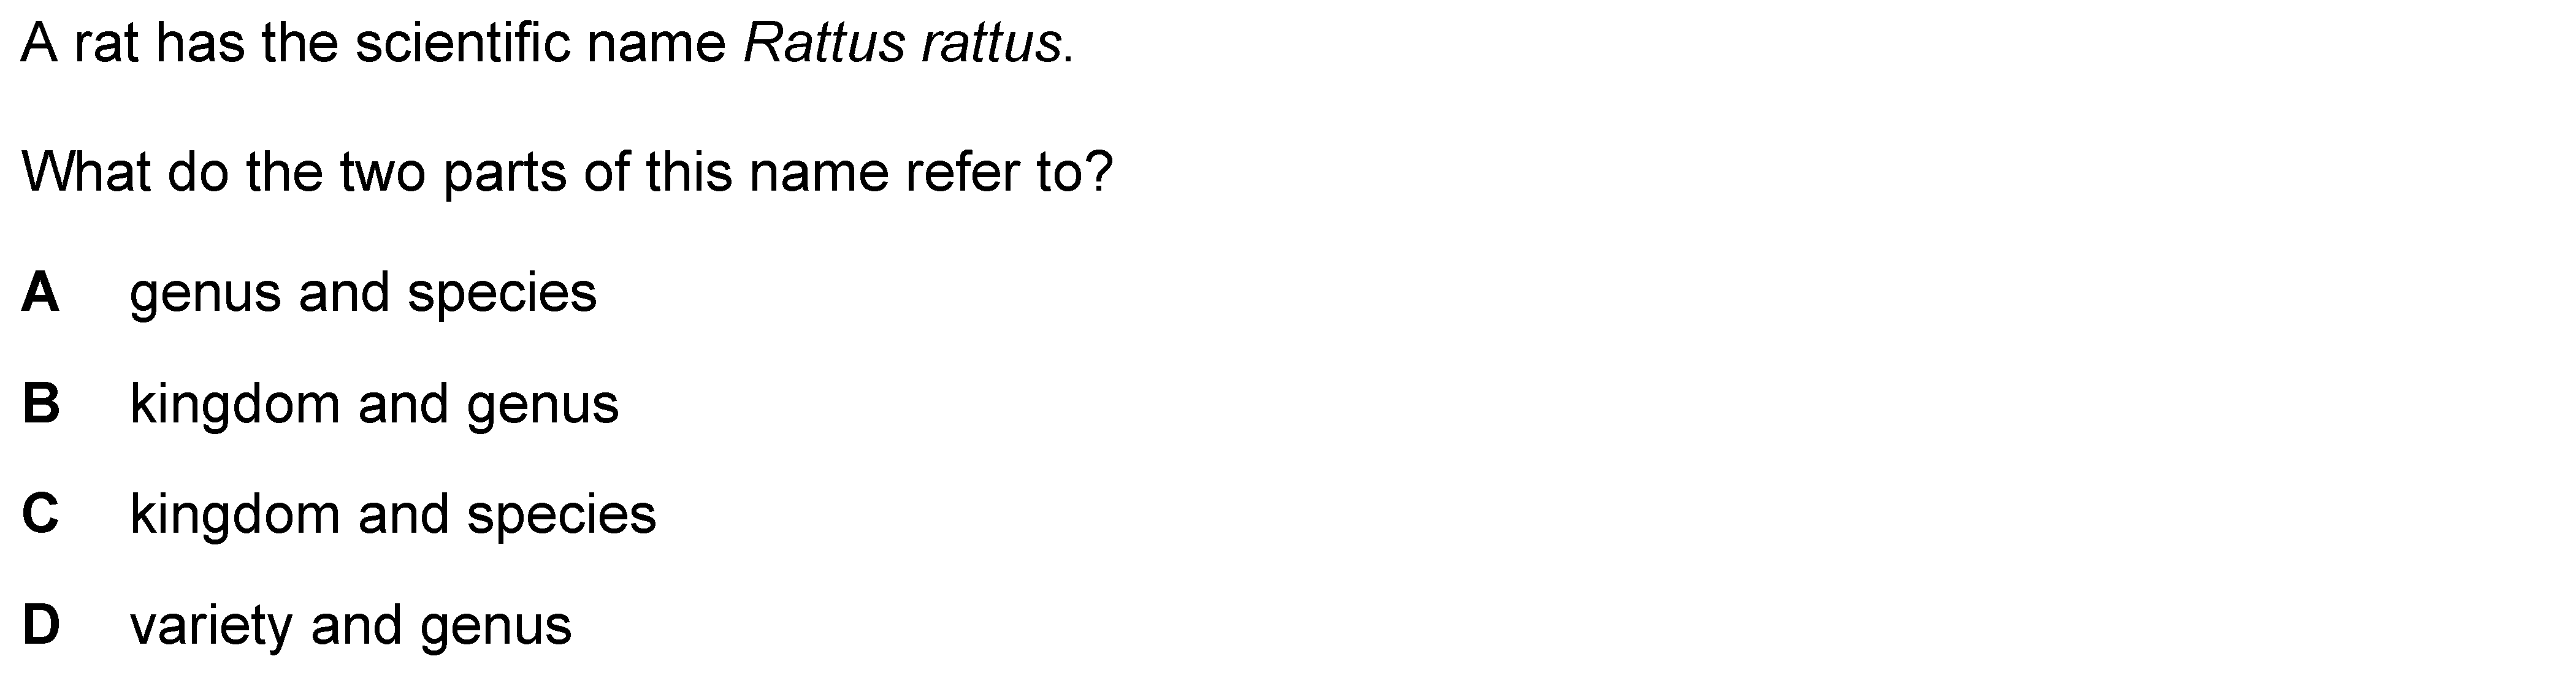 A rat has the scientific name Rattus rattus.
What do the two parts of this name refer to?
A genus and species
B kingdom and genus
C kingdom and species
D variety and genus